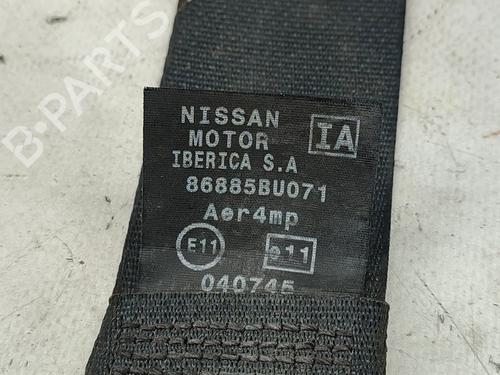 B-PARTS
NISSAN
MOTOR IA
IBERICA S.A
86885BU071
Aer4mp
E11 e11
040745